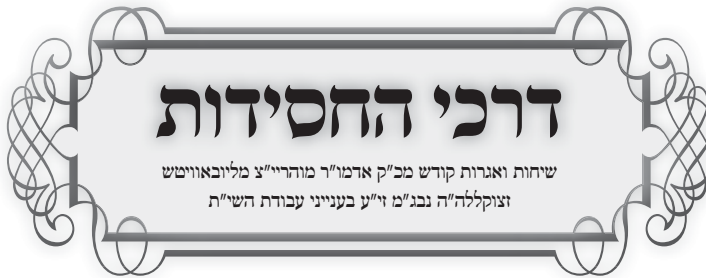 דרכי החסידות
שיחות ואגרות קודש מכ"ק אדמו"ר מוהריי"צ מליובאוויטש
זצוקללה"ה נבג"מ זי"ע בענייני עבודת השי"ת